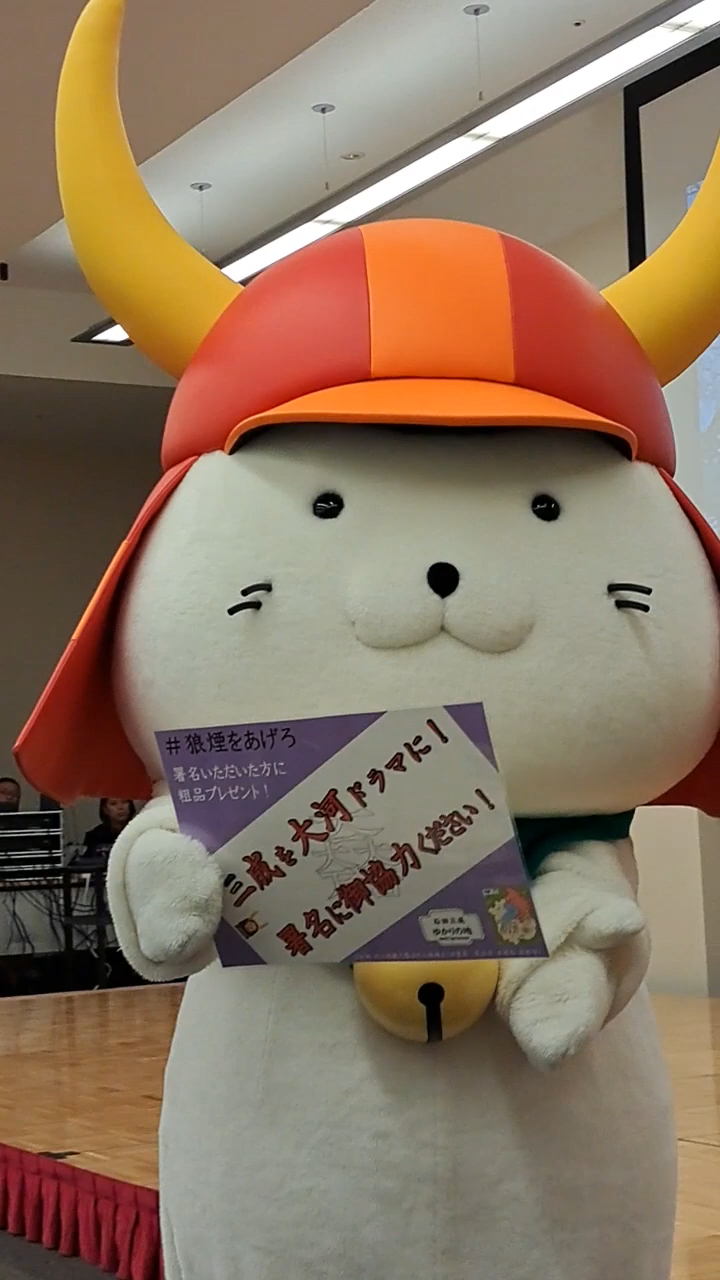 #狼煙をあげろ
署名いただいた方に
粗品プレゼント!
三成を大河ドラマに!
署名に御協力ください!
石田三成
ゆかりの地